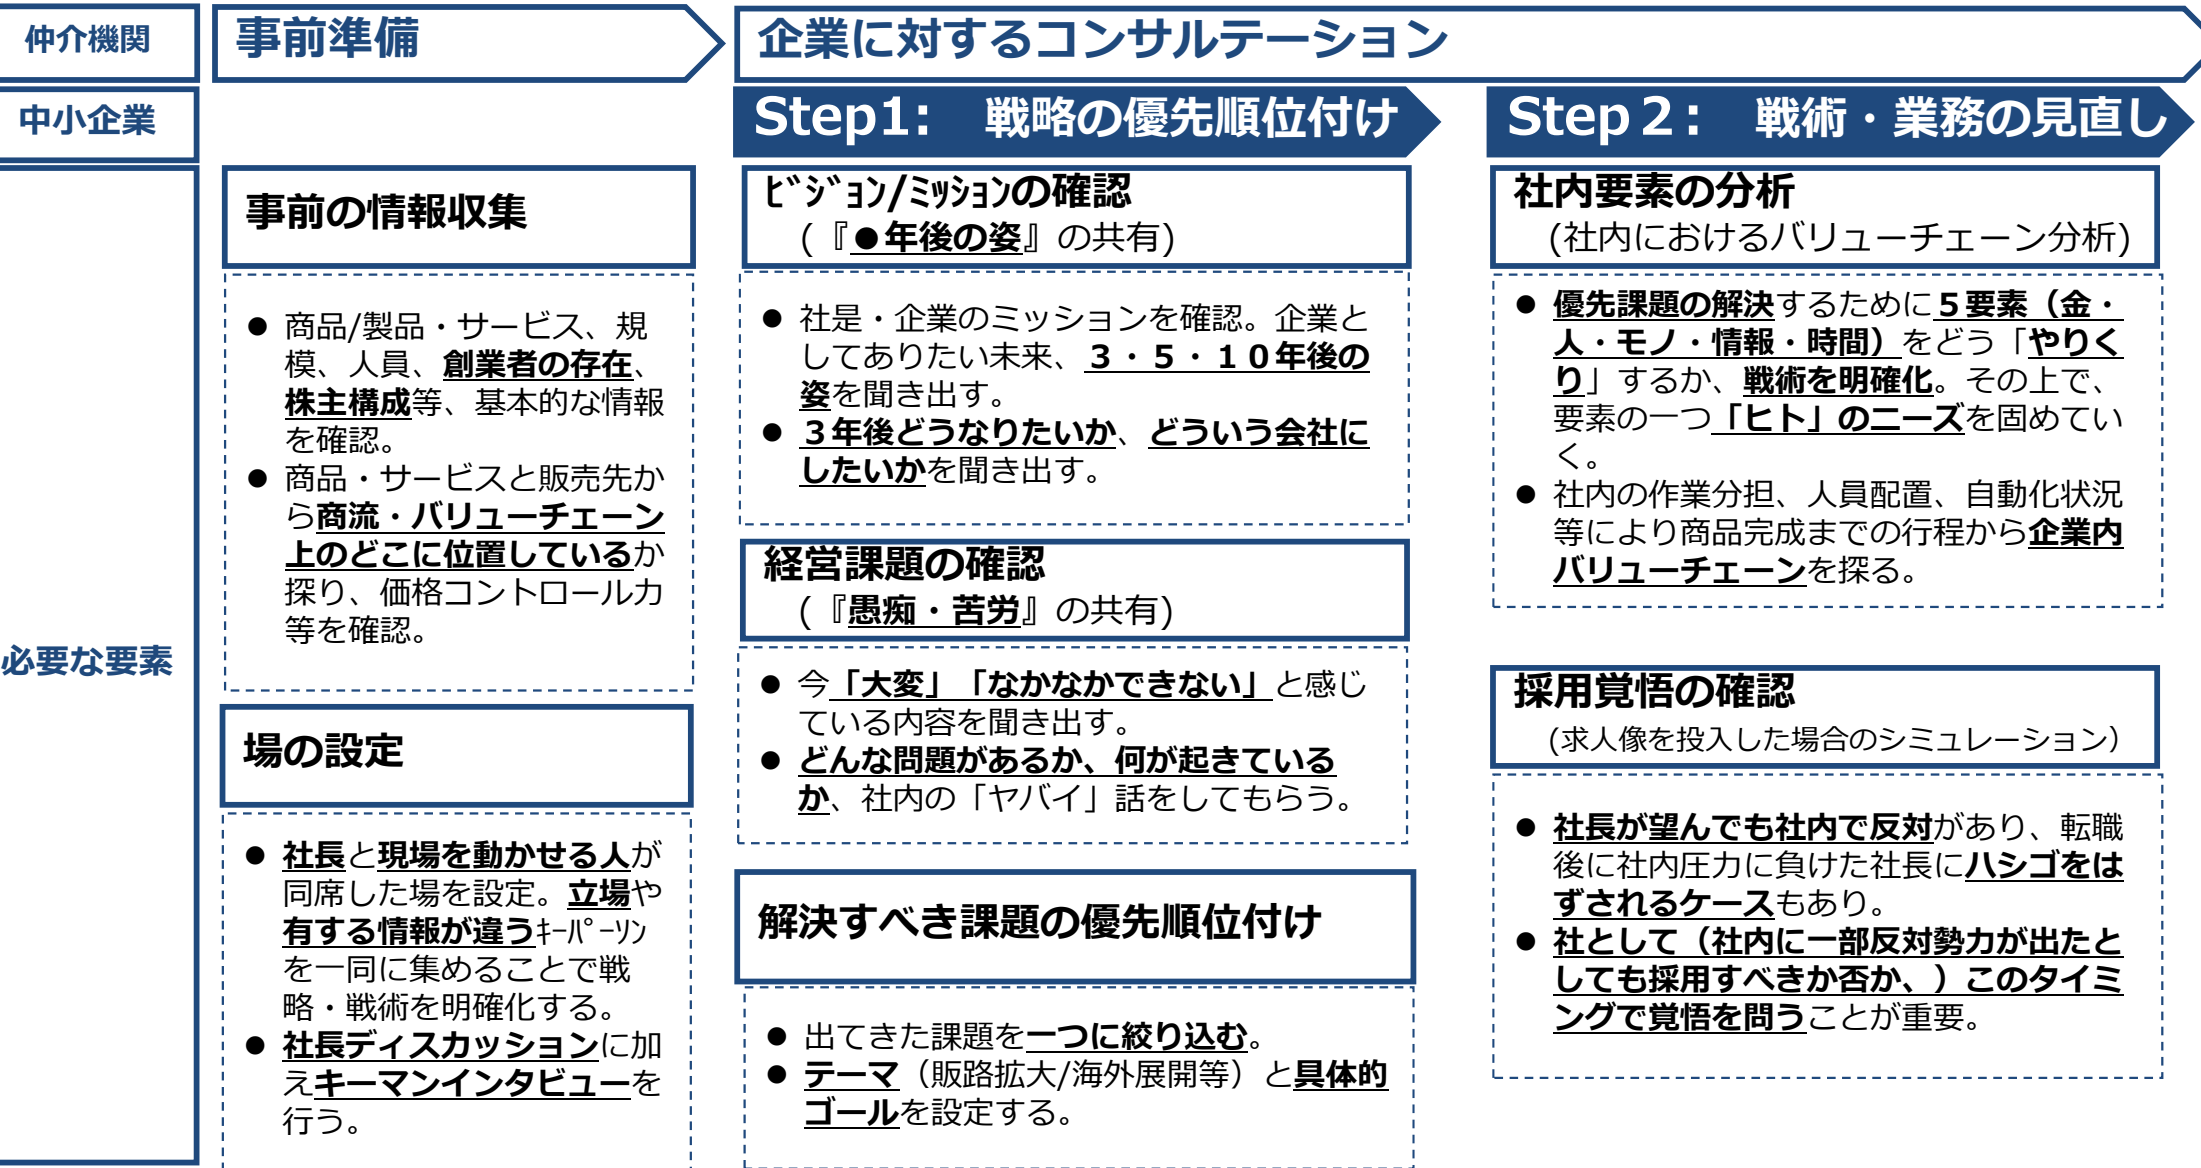 仲介機関
事前準備
企業に対するコンサルテーション
中小企業
Step1:　戦略の優先順位付け
Step２:　戦術・業務の見直し
必要な要素
事前の情報収集
● 商品/製品・サービス、規
模、人員、創業者の存在、
株主構成等、基本的な情報
を確認。
● 商品・サービスと販売先か
ら商流・バリューチェーン
上のどこに位置しているか
探り、価格コントロール力
等を確認。
場の設定
● 社長と現場を動かせる人が
同席した場を設定。立場や
有する情報が違うｷｰﾊﾟｰｿﾝ
を一同に集めることで戦
略・戦術を明確化する。
● 社長ディスカッションに加
えキーマンインタビューを
行う。
ﾋﾞｼﾞｮﾝ/ﾐｯｼｮﾝの確認
(『●年後の姿』の共有)
● 社是・企業のミッションを確認。企業と
してありたい未来、３・５・１０年後の
姿を聞き出す。
● ３年後どうなりたいか、どういう会社に
したいかを聞き出す。
経営課題の確認
(『愚痴・苦労』の共有)
● 今「大変」「なかなかできない」と感じ
ている内容を聞き出す。
● どんな問題があるか、何が起きている
か、社内の「ヤバイ」話をしてもらう。
解決すべき課題の優先順位付け
● 出てきた課題を一つに絞り込む。
● テーマ（販路拡大/海外展開等）と具体的
ゴールを設定する。
社内要素の分析
(社内におけるバリューチェーン分析)
● 優先課題の解決するために５要素（金・
人・モノ・情報・時間）をどう「やりく
り」するか、戦術を明確化。その上で、
要素の一つ「ヒト」のニーズを固めてい
く。
● 社内の作業分担、人員配置、自動化状況
等により商品完成までの行程から企業内
バリューチェーンを探る。
採用覚悟の確認
(求人像を投入した場合のシミュレーション）
● 社長が望んでも社内で反対があり、転職
後に社内圧力に負けた社長にハシゴをは
ずされるケースもあり。
● 社として（社内に一部反対勢力が出たと
しても採用すべきか否か、）このタイミ
ングで覚悟を問うことが重要。